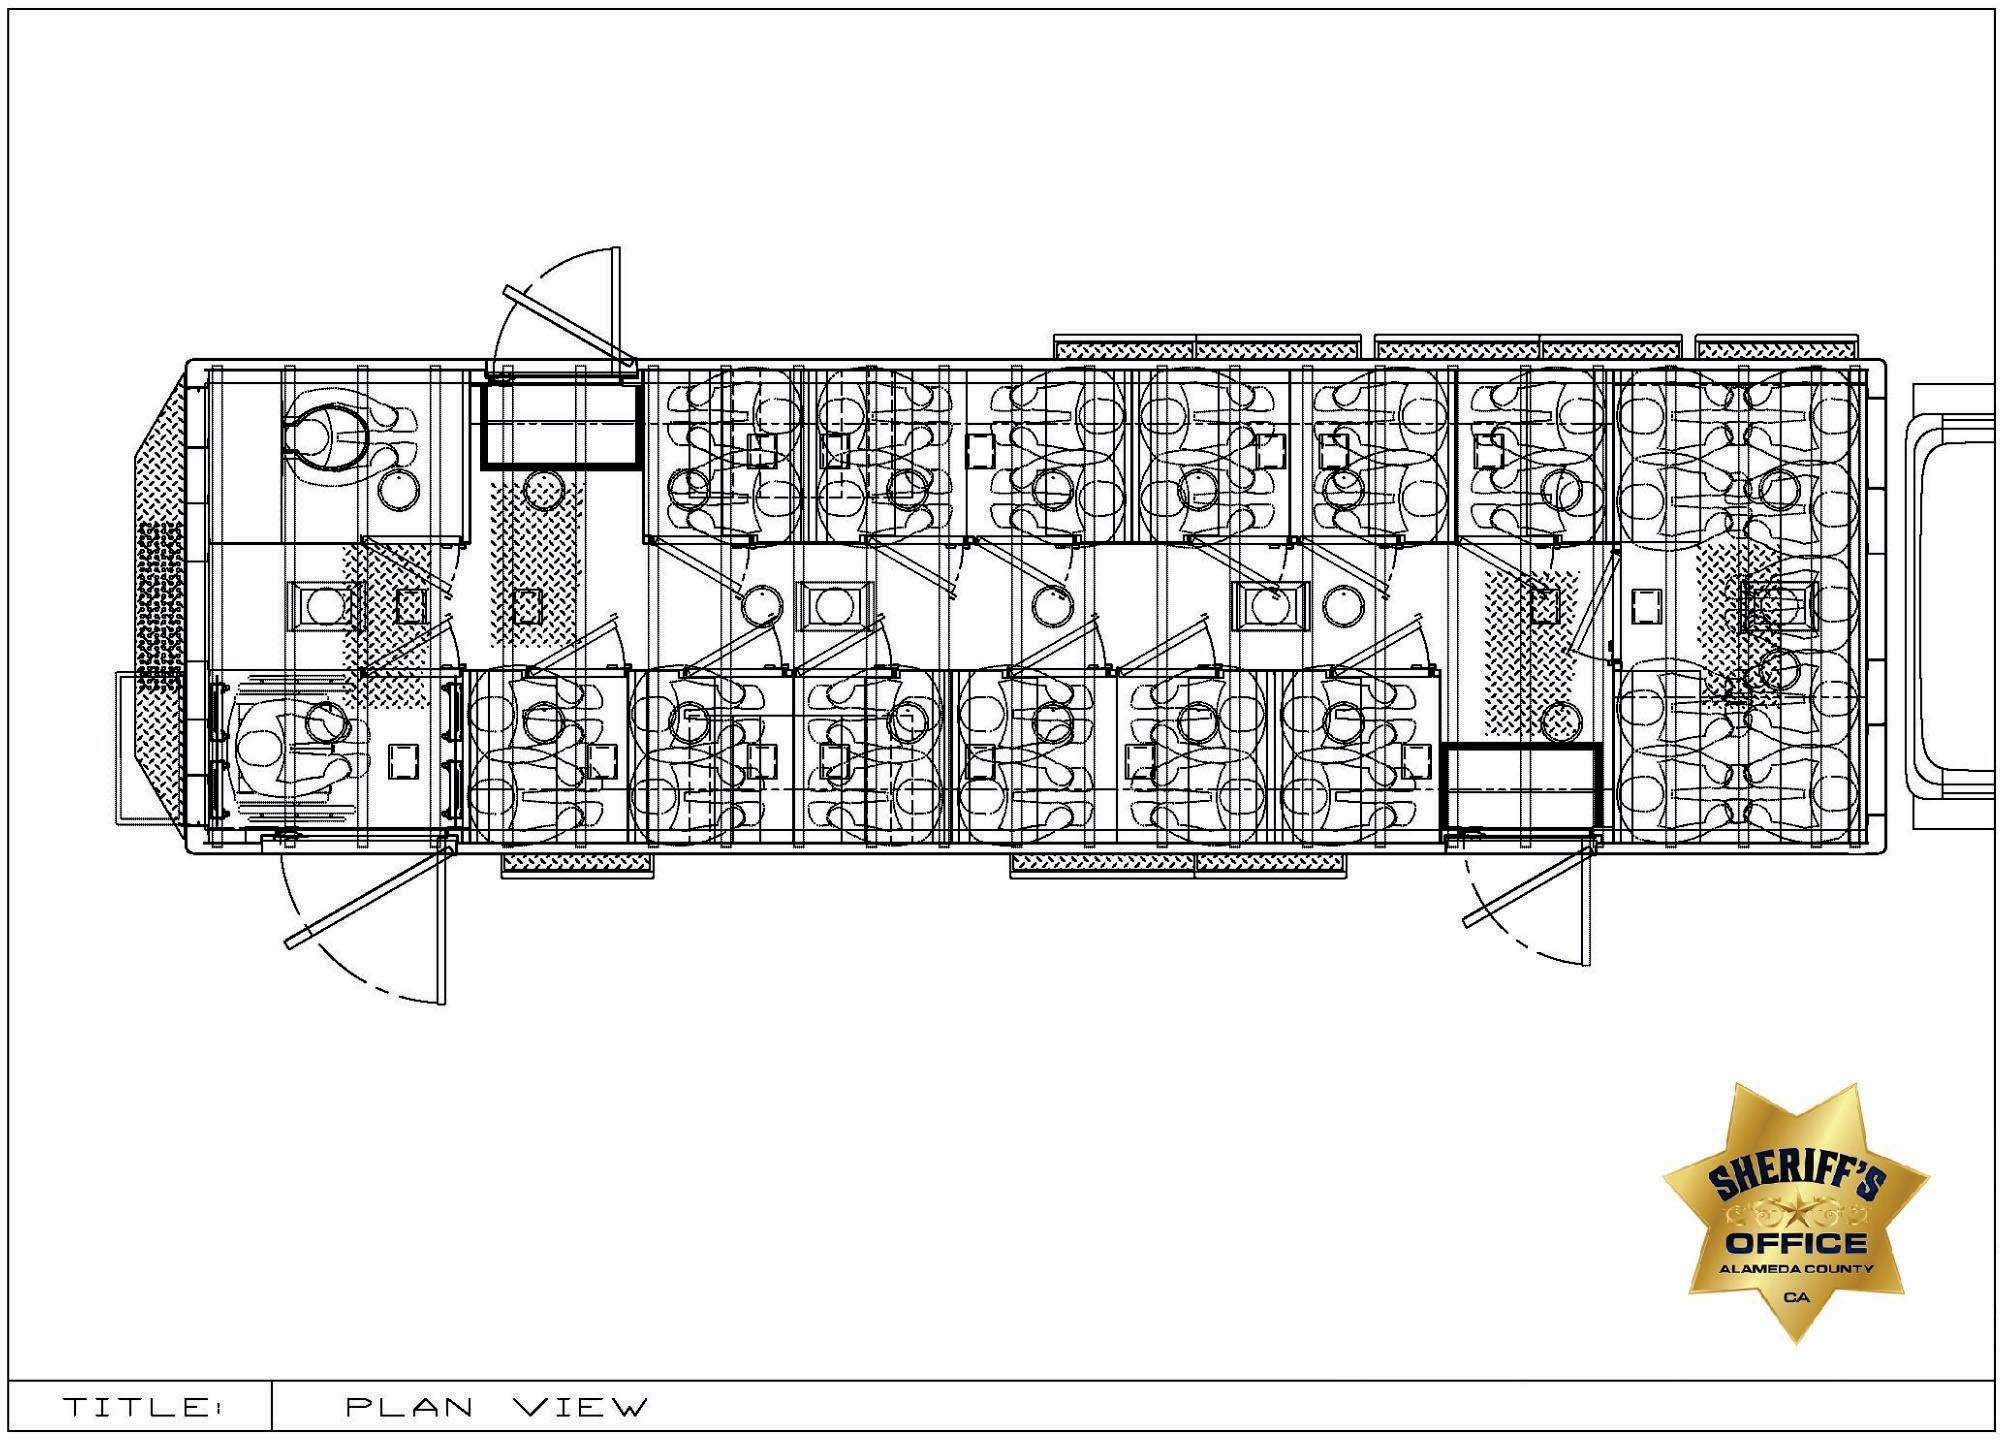 SHERIFF'S
OFFICE
ALAMEDA COUNTY
CA
TITLE: PLAN VIEW